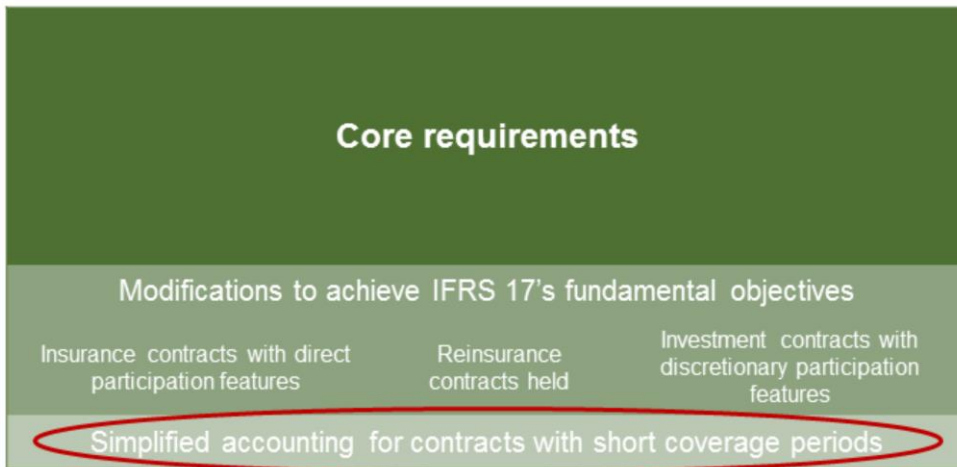 Core requirements
Modifications to achieve IFRS 17's fundamental objectives
Insurance contracts with direct
participation features
Reinsurance
contracts held
Investment contracts with
discretionary participation
features
Simplified accounting for contracts with short coverage periods